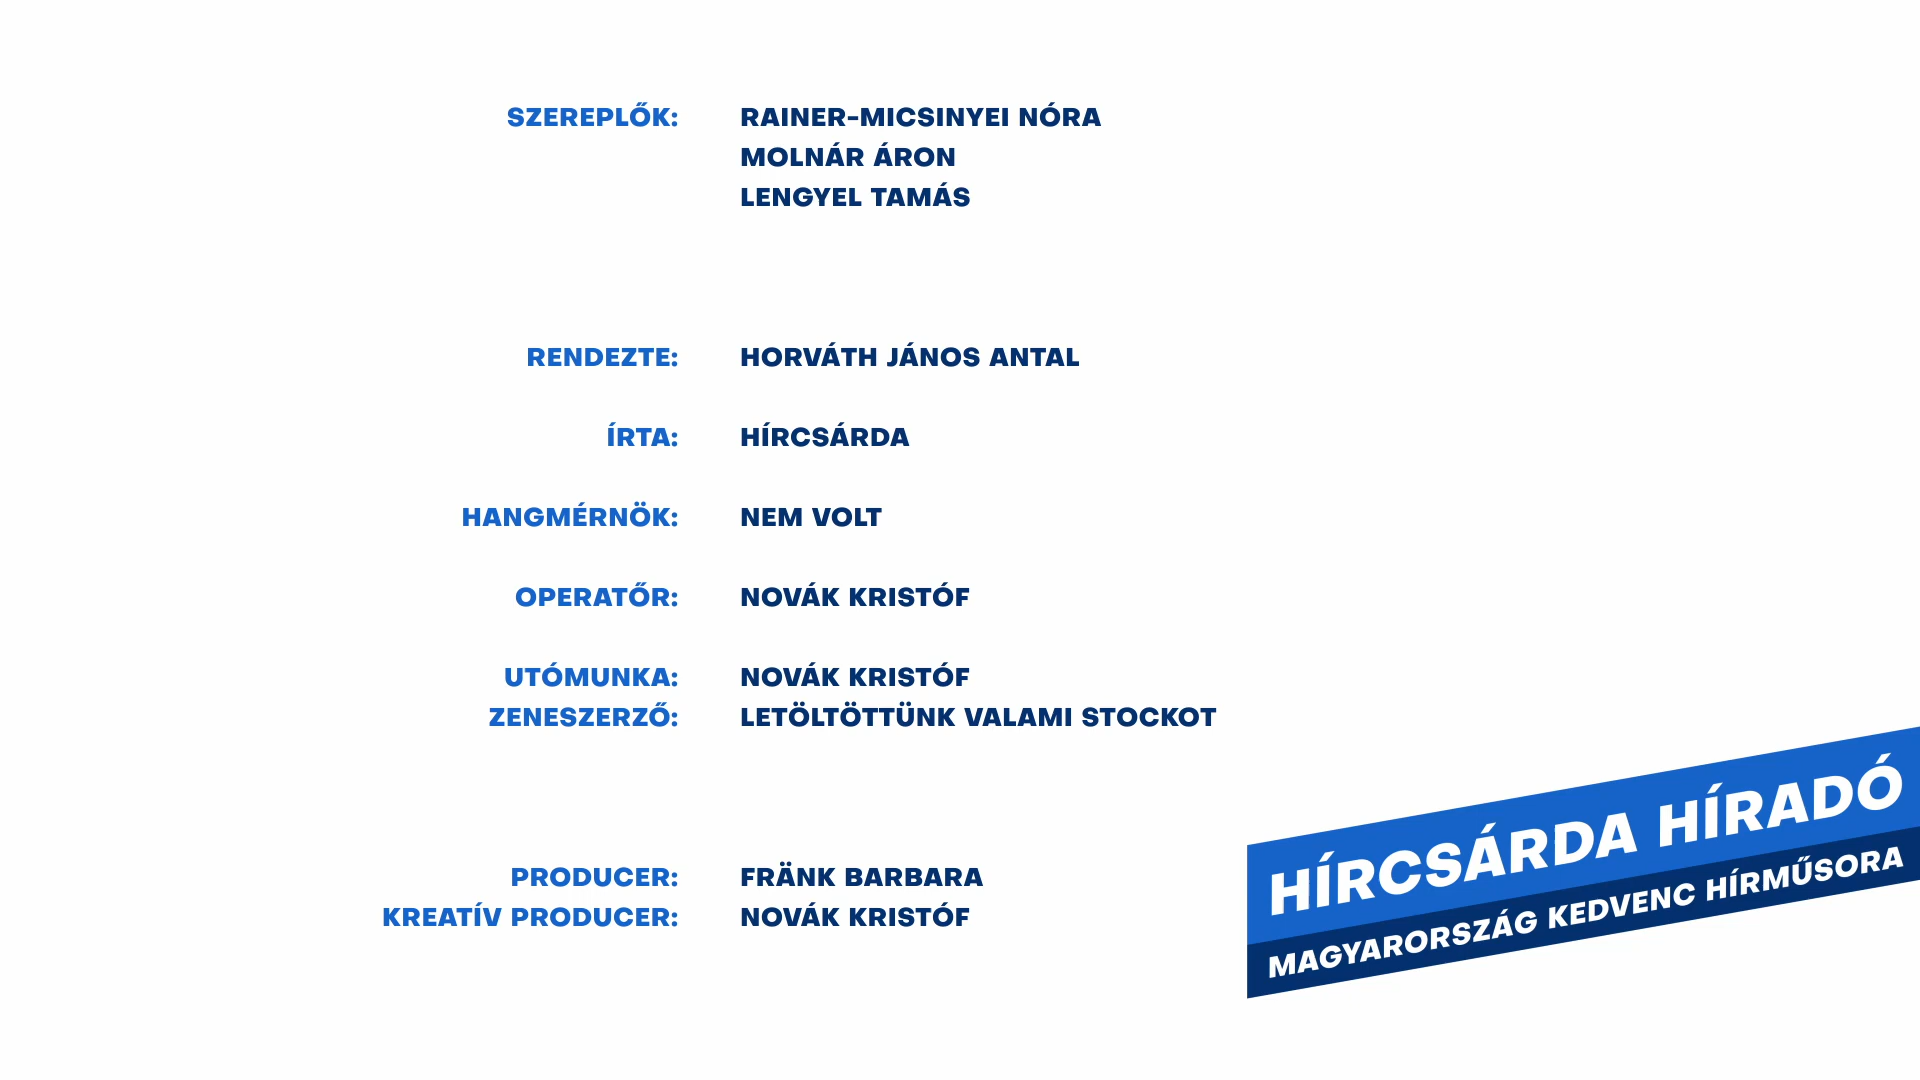 SZEREPLŐK: RAINER-MICSINYEI NÓRA
MOLNÁR ÁRON
LENGYEL TAMÁS
RENDEZTE: HORVÁTH JÁNOS ANTAL
ÍRTA: HÍRCSÁRDA
HANGMÉRNÖK: NEM VOLT
OPERATŐR: NOVÁK KRISTÓF
UTÓMUNKA: NOVÁK KRISTÓF
ZENESZERZŐ: LETÖLTÖTTÜNK VALAMI STOCKOT
PRODUCER: FRÄNK BARBARA
KREATÍV PRODUCER: NOVÁK KRISTÓF
HÍRCSÁRDA HÍRADÓ
MAGYARORSZÁG KEDVENC HÍRMŰSORA